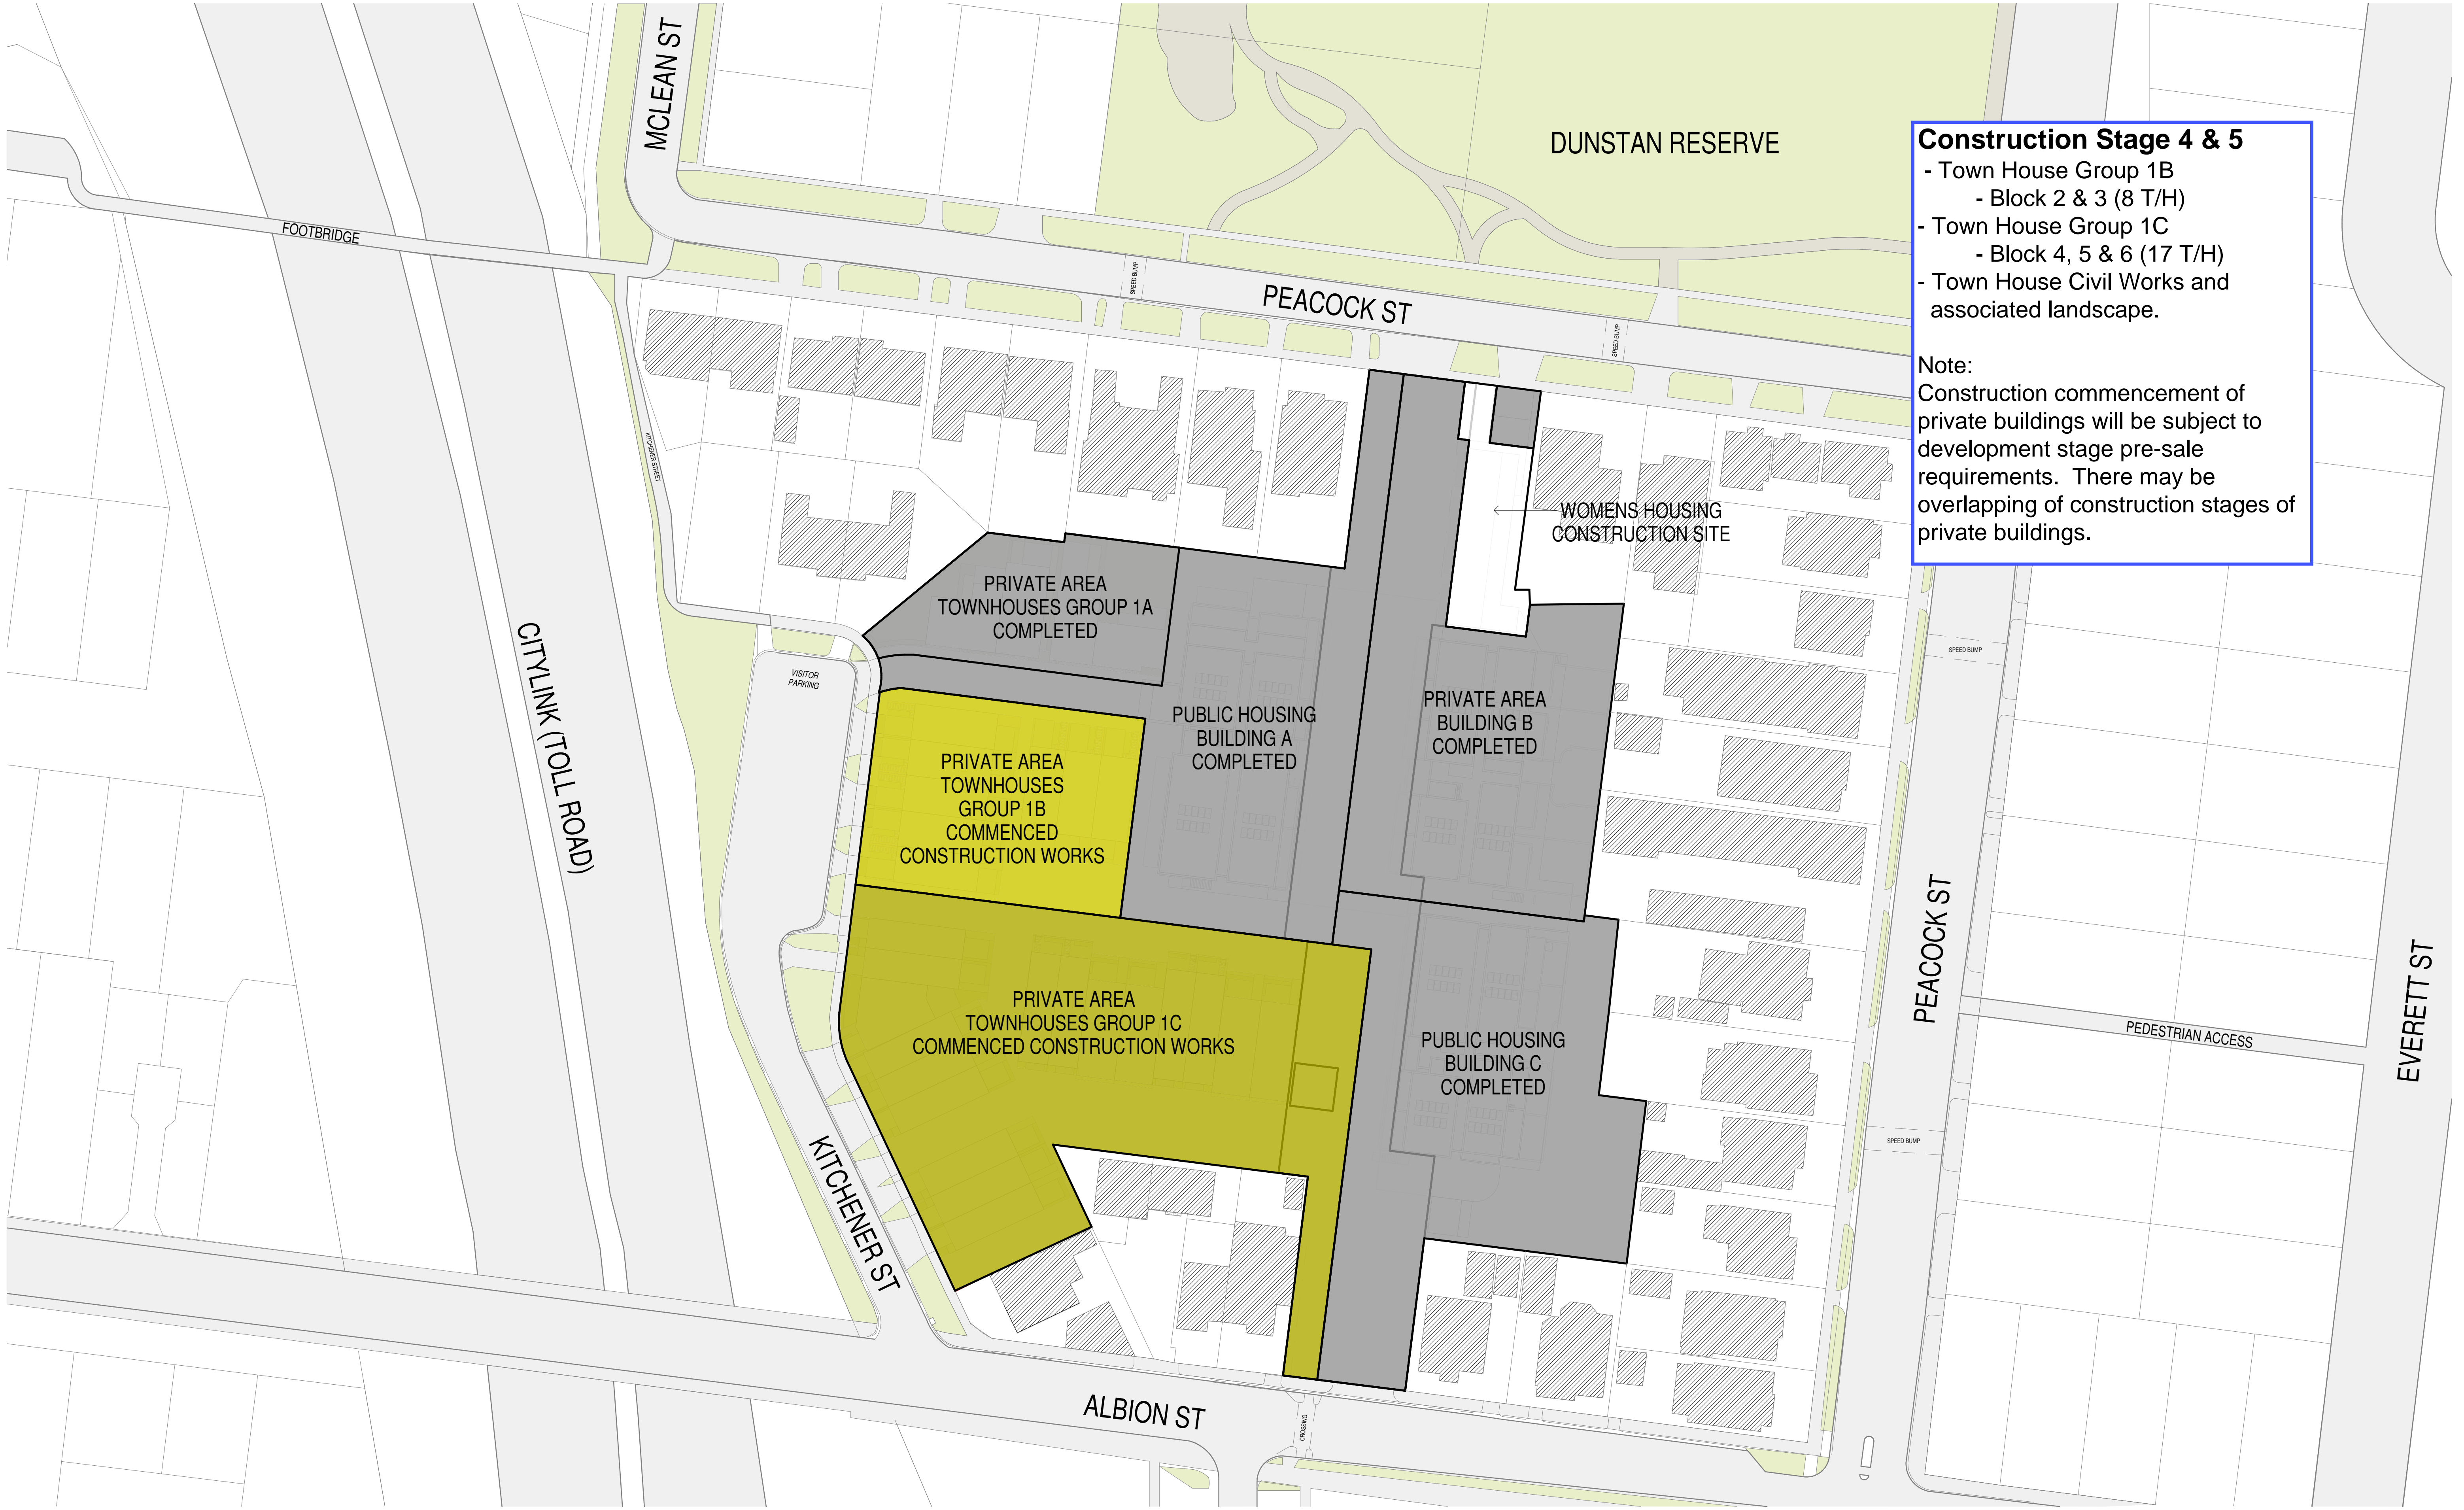 MCLEAN ST
DUNSTAN RESERVE
Construction Stage 4 & 5
- Town House Group 1B
- Block 2 & 3 (8 T/H)
- Town House Group 1C
- Block 4, 5 & 6 (17 T/H)
- Town House Civil Works and
associated landscape.
Note:
Construction commencement of
private buildings will be subject to
development stage pre-sale
requirements. There may be
overlapping of construction stages of
private buildings.
FOOTBRIDGE
SPEED BUMP
PEACOCK ST
SPEED BUMP
KITCHENER STREET
WOMENS HOUSING
CONSTRUCTION SITE
PRIVATE AREA
TOWNHOUSES GROUP 1A
COMPLETED
CITYLINK (TOLL ROAD)
VISITOR
PARKING
SPEED BUMP
PUBLIC HOUSING
BUILDING A
COMPLETED
PRIVATE AREA
BUILDING B
COMPLETED
PRIVATE AREA
TOWNHOUSES
GROUP 1B
COMMENCED
CONSTRUCTION WORKS
PEACOCK ST
EVERETT ST
PRIVATE AREA
TOWNHOUSES GROUP 1C
COMMENCED CONSTRUCTION WORKS
PUBLIC HOUSING
BUILDING C
COMPLETED
PEDESTRIAN ACCESS
SPEED BUMP
KITCHENER ST
ALBION ST
CROSSING